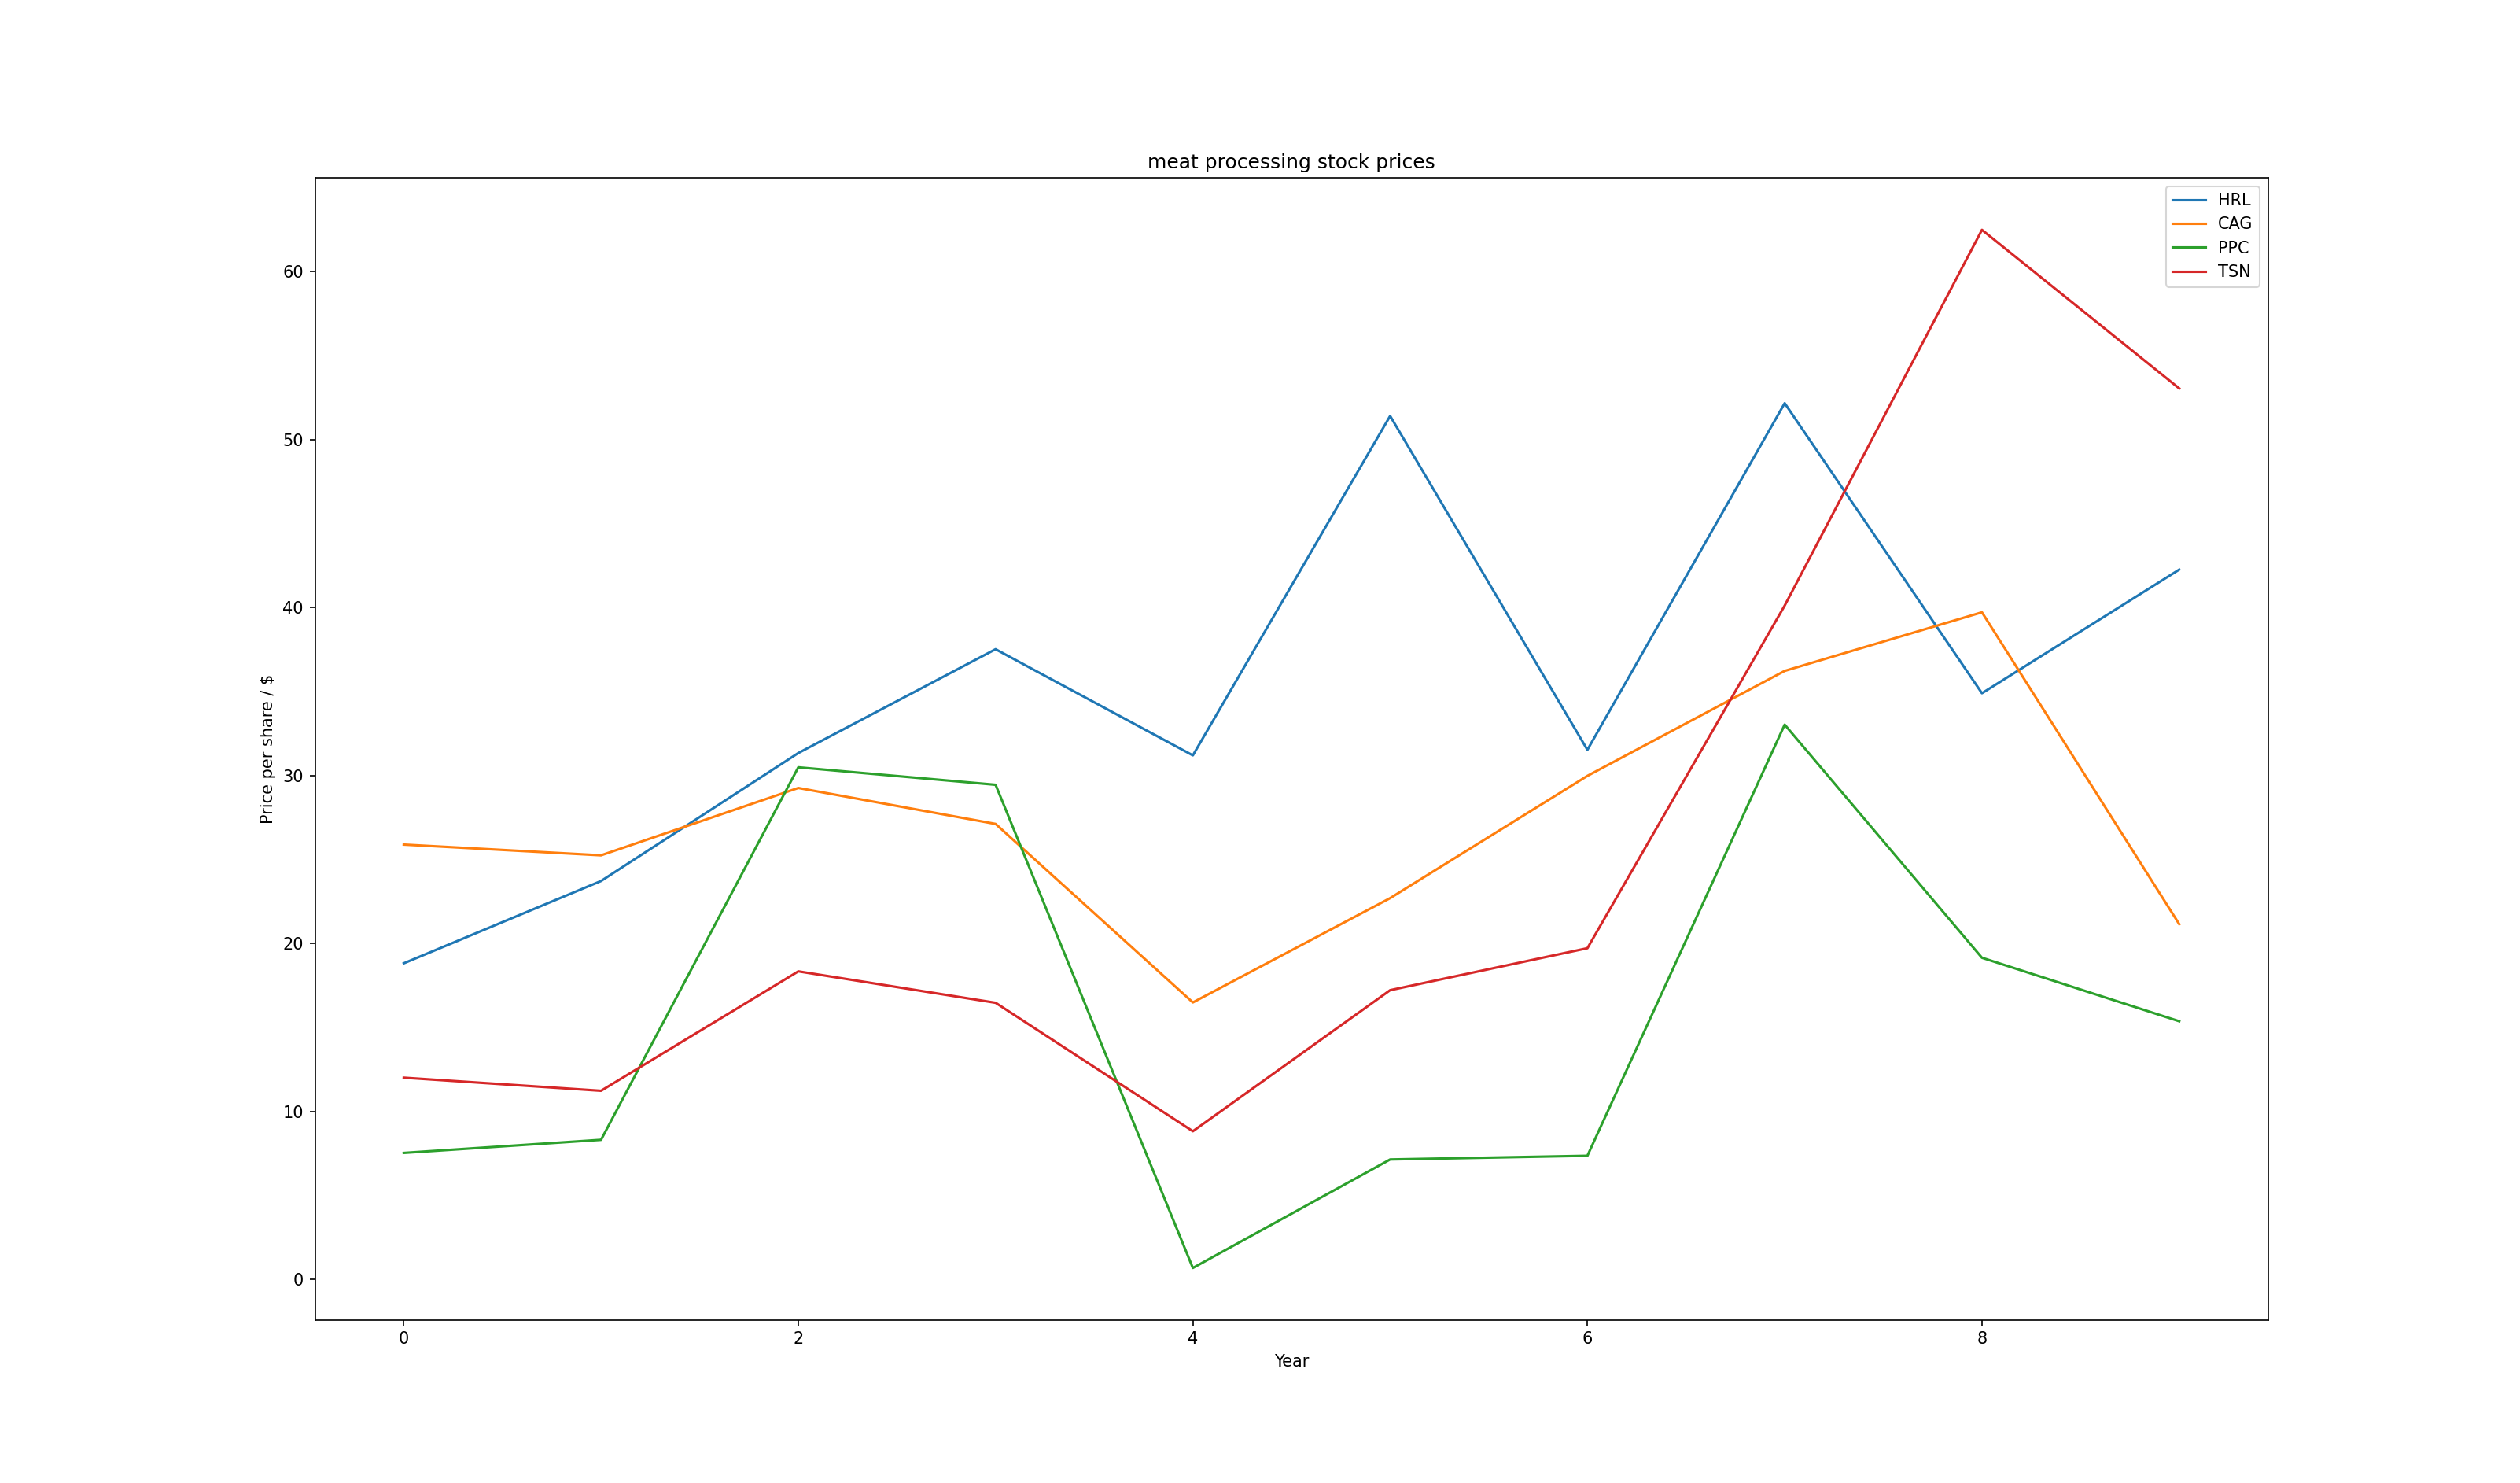 meat processing stock prices
HRL
CAG
PPC
TSN
60
50
40
30
20
10
0
Price per share / $
0 2 4 6 8
Year